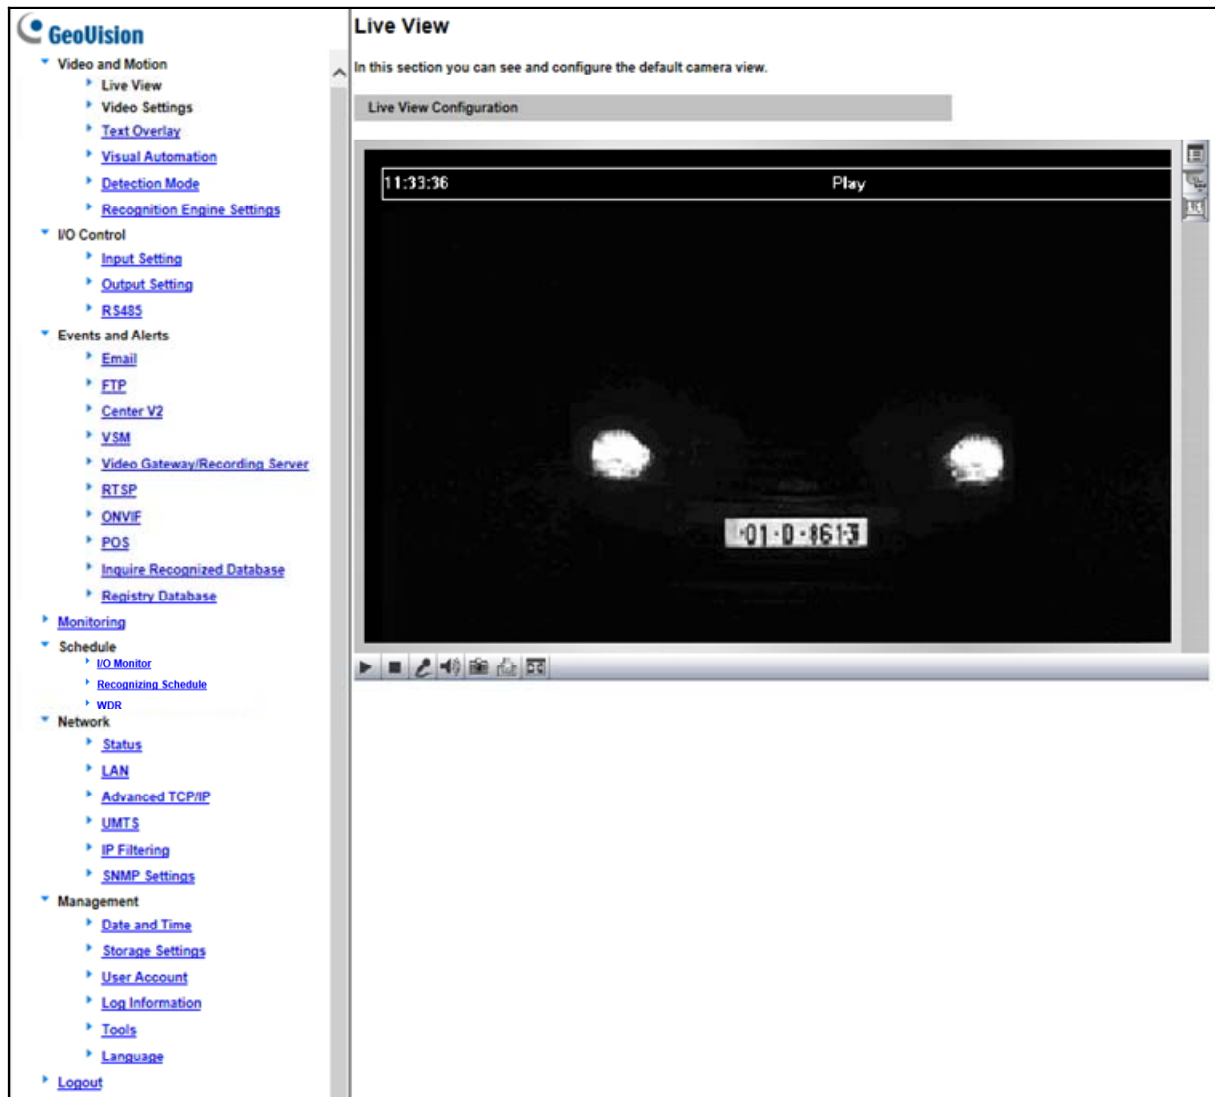 GeoVision
Video and Motion
Live View
Video Settings
Text Overlay
Visual Automation
Detection Mode
Recognition Engine Settings
I/O Control
Input Setting
Output Setting
RS485
Events and Alerts
Email
FTP
Center V2
VSM
Video Gateway/Recording Server
RTSP
ONVIF
POS
Inquire Recognized Database
Registry Database
Monitoring
Schedule
I/O Monitor
Recognizing Schedule
WDR
Network
Status
LAN
Advanced TCP/IP
UMTS
IP Filtering
SNMP Settings
Management
Date and Time
Storage Settings
User Account
Log Information
Tools
Language
Logout
Live View
In this section you can see and configure the default camera view.
Live View Configuration
11:33:36 Play